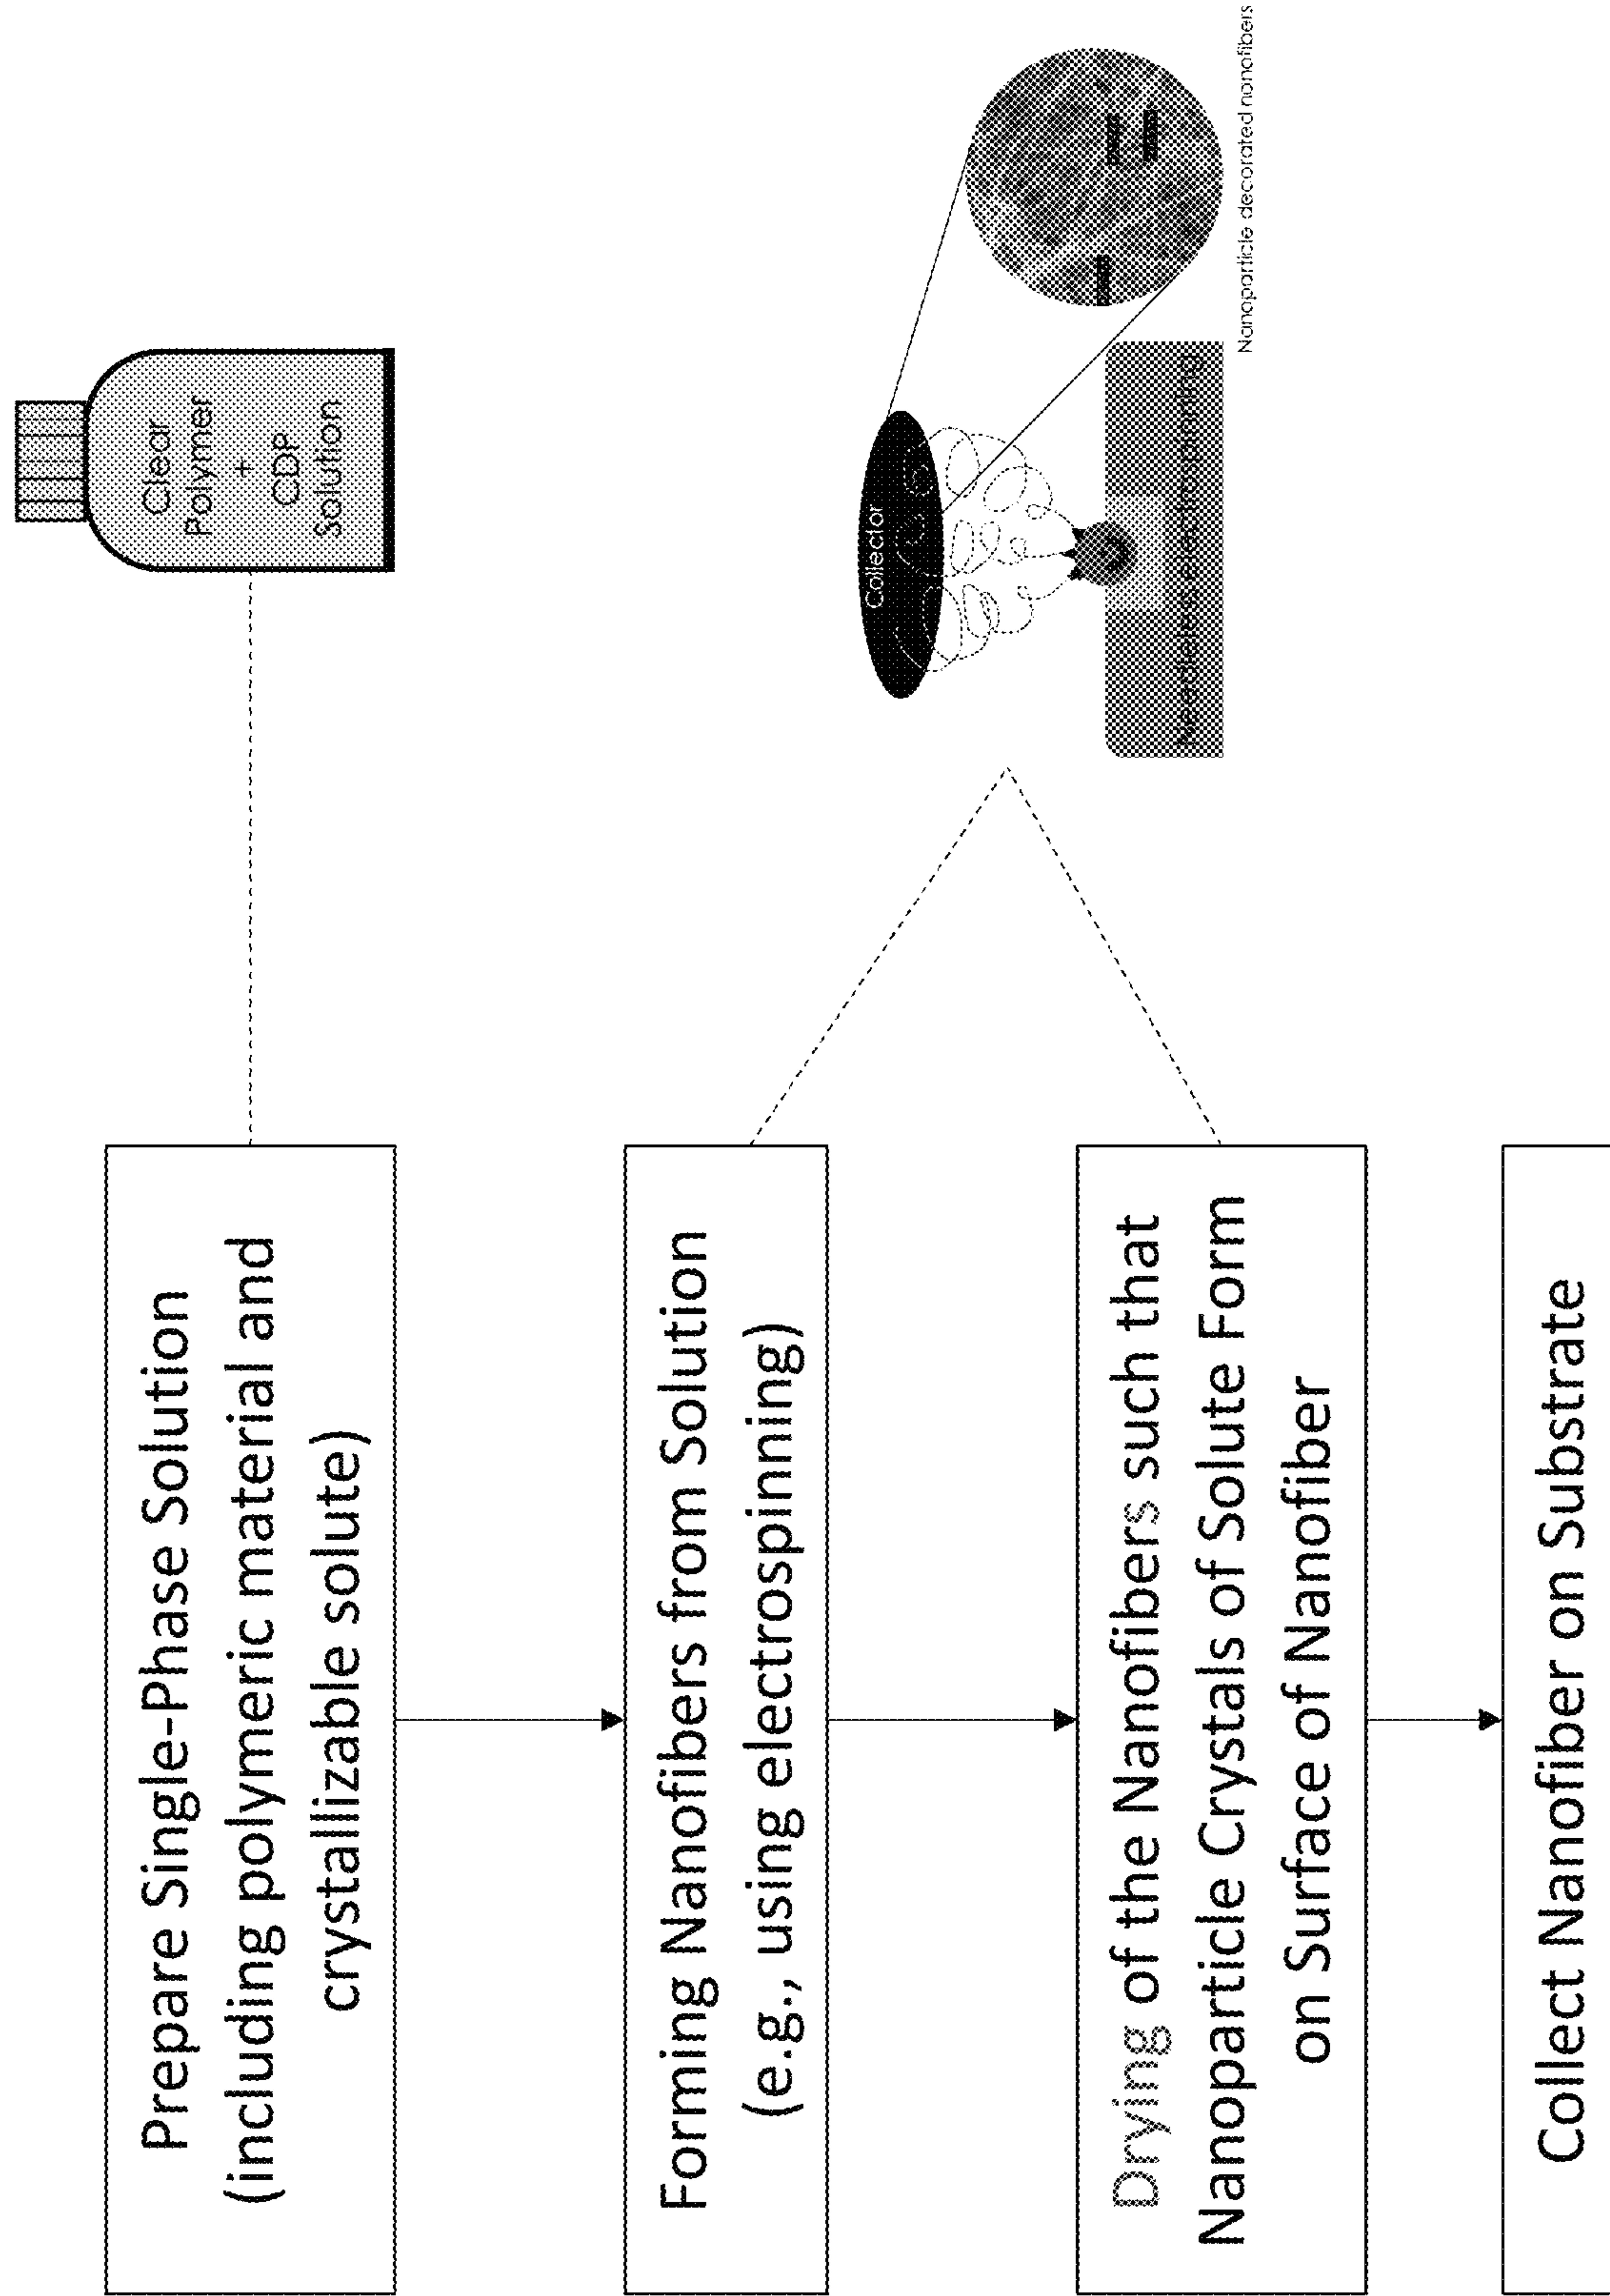 Prepare Single-Phase Solution
(including polymeric material and
crystallizable solute)
Clear
Polymer
+
CDP
Solution
Forming Nanofibers from Solution
(e.g., using electrospinning)
Drying of the Nanofibers such that
Nanoparticle Crystals of Solute Form
on Surface of Nanofiber
Collector
Needleless electrospinning
Nanoparticle decorated nanofibers
Collect Nanofiber on Substrate